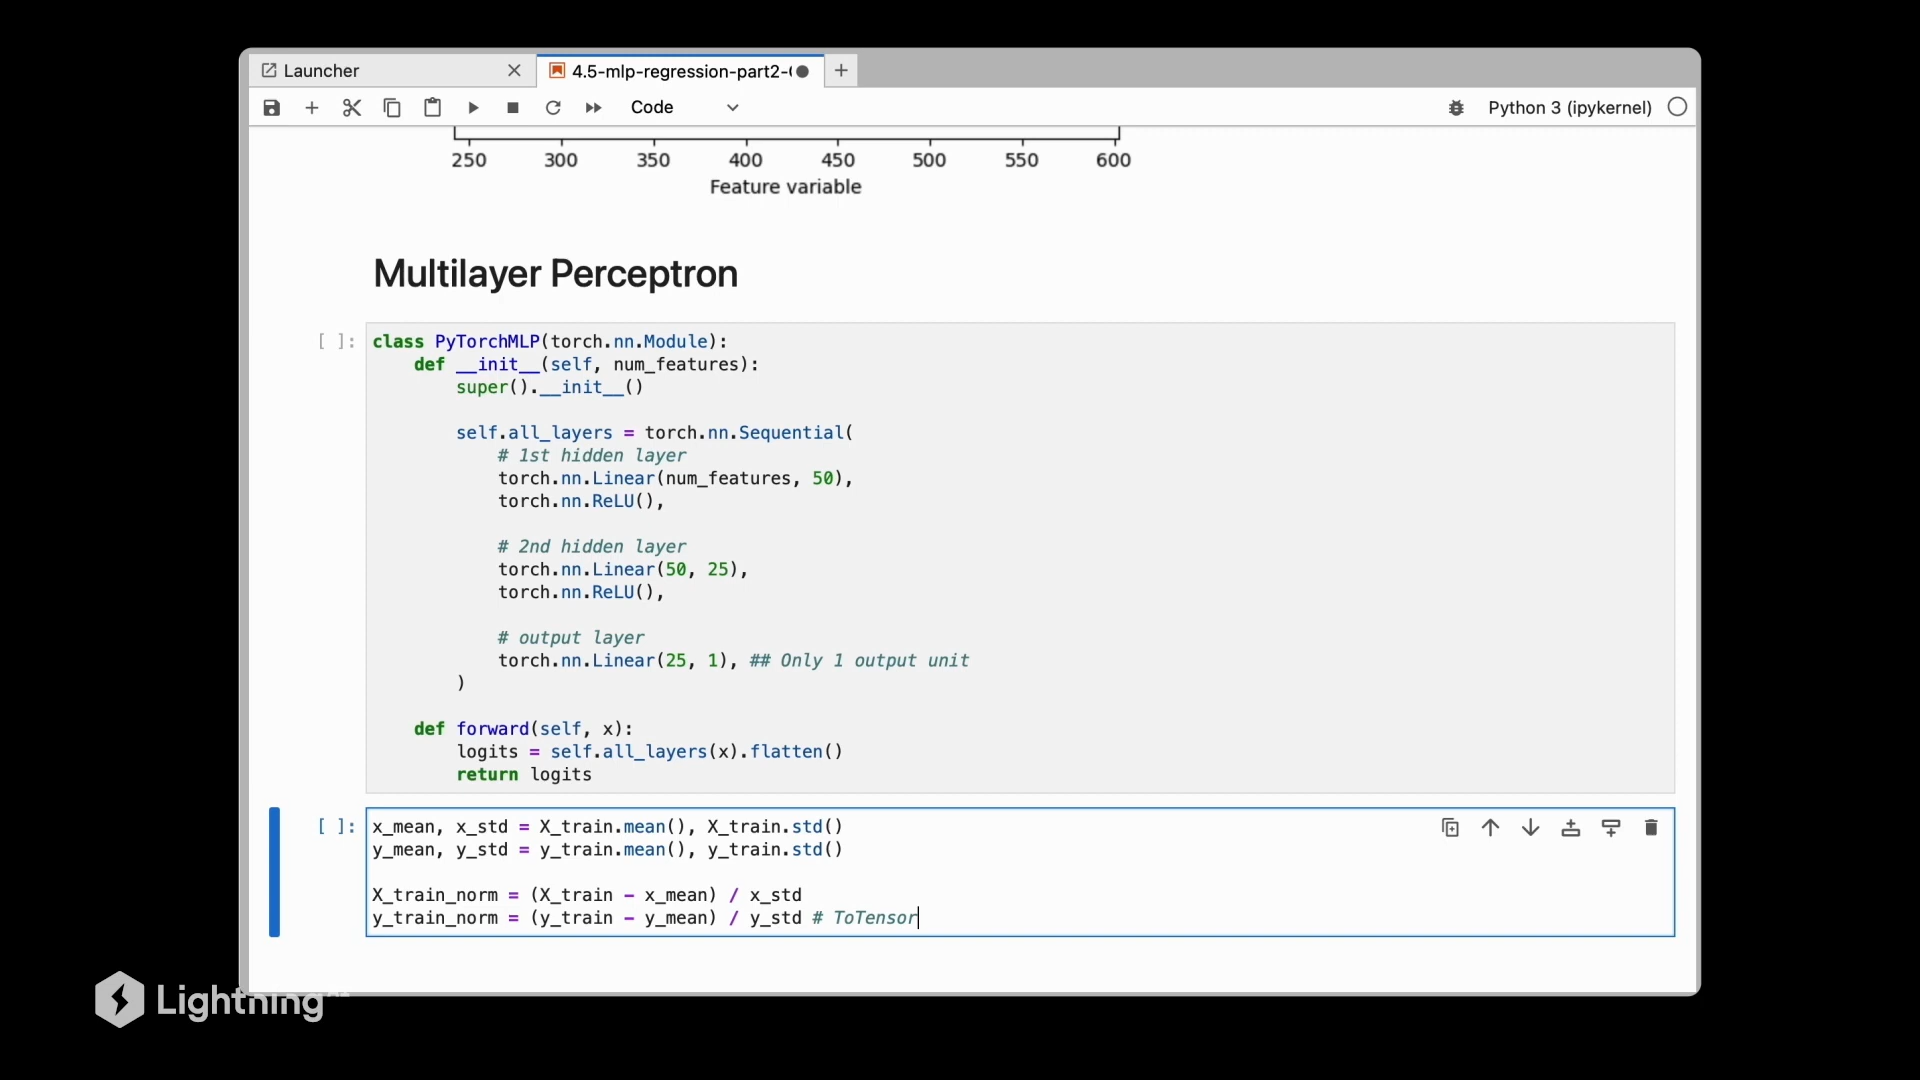 Launcher
4.5-mlp-regression-part2-(
Code
Python 3 (ipykernel)
250 300 350 400 450 500 550 600
Feature variable
Multilayer Perceptron
[ ]:
class PyTorchMLP(torch.nn.Module):
    def __init__(self, num_features):
        super().__init__()

        self.all_layers = torch.nn.Sequential(
            # 1st hidden layer
            torch.nn.Linear(num_features, 50),
            torch.nn.ReLU(),

            # 2nd hidden layer
            torch.nn.Linear(50, 25),
            torch.nn.ReLU(),

            # output layer
            torch.nn.Linear(25, 1), ## Only 1 output unit
        )

    def forward(self, x):
        logits = self.all_layers(x).flatten()
        return logits
[ ]:
x_mean, x_std = X_train.mean(), X_train.std()
y_mean, y_std = y_train.mean(), y_train.std()

X_train_norm = (X_train - x_mean) / x_std
y_train_norm = (y_train - y_mean) / y_std # ToTensor
Lightning